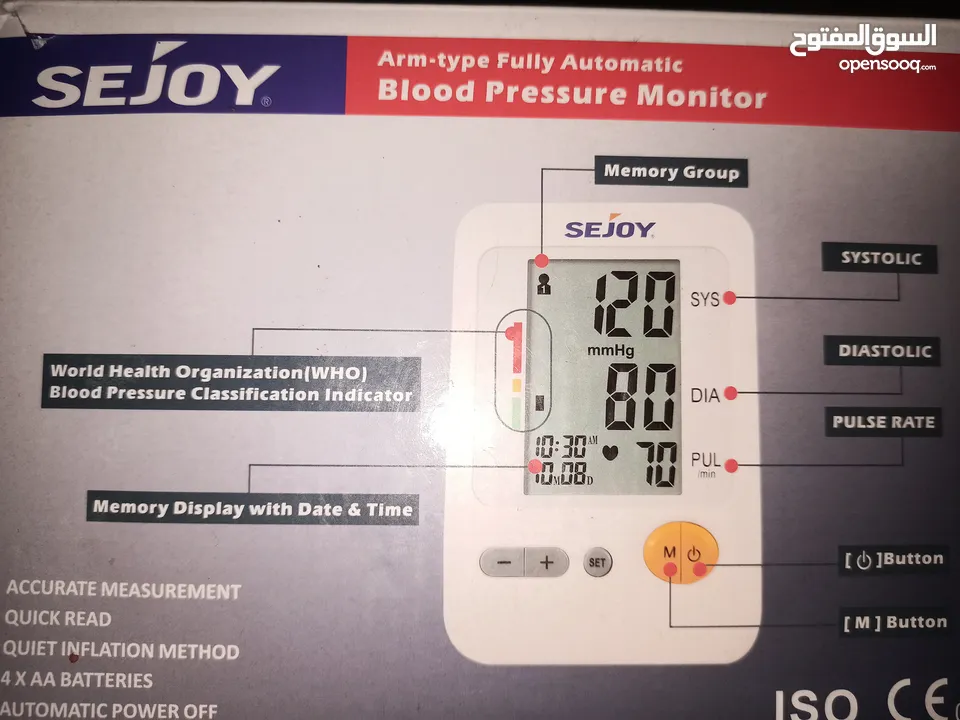 السوق المفتوح
opensooq.com
SEJOY®
Arm-type Fully Automatic
Blood Pressure Monitor
Memory Group
SEJOY
SYSTOLIC
1
120
SYS
mmHg
World Health Organization(WHO)
Blood Pressure Classification Indicator
DIASTOLIC
80
DIA
PULSE RATE
10:30 AM
10M08D
70
PUL
/min
Memory Display with Date & Time
- +
SET
M
[ ⏻ ]Button
[ M ] Button
ACCURATE MEASUREMENT
QUICK READ
QUIET INFLATION METHOD
4 X AA BATTERIES
AUTOMATIC POWER OFF
ISO CE